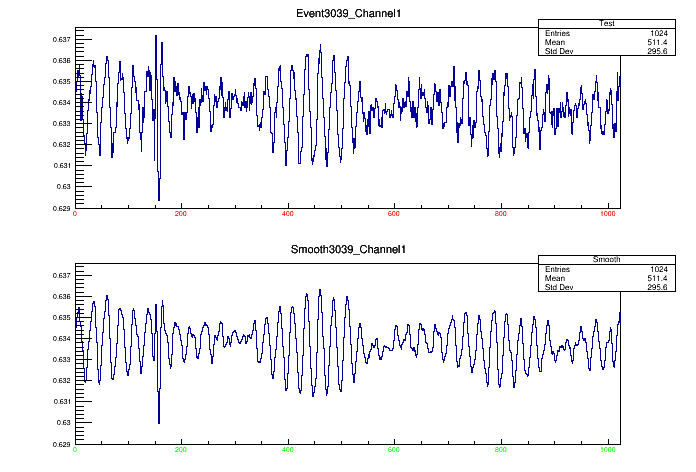 Event3039_Channel1
Test
Entries 1024
Mean 511.4
Std Dev 295.6
0.637
0.636
0.635
0.634
0.633
0.632
0.631
0.63
0.629
0 200 400 600 800 1000
Smooth3039_Channel1
Smooth
Entries 1024
Mean 511.4
Std Dev 295.6
0.637
0.636
0.635
0.634
0.633
0.632
0.631
0.63
0.629
0 200 400 600 800 1000